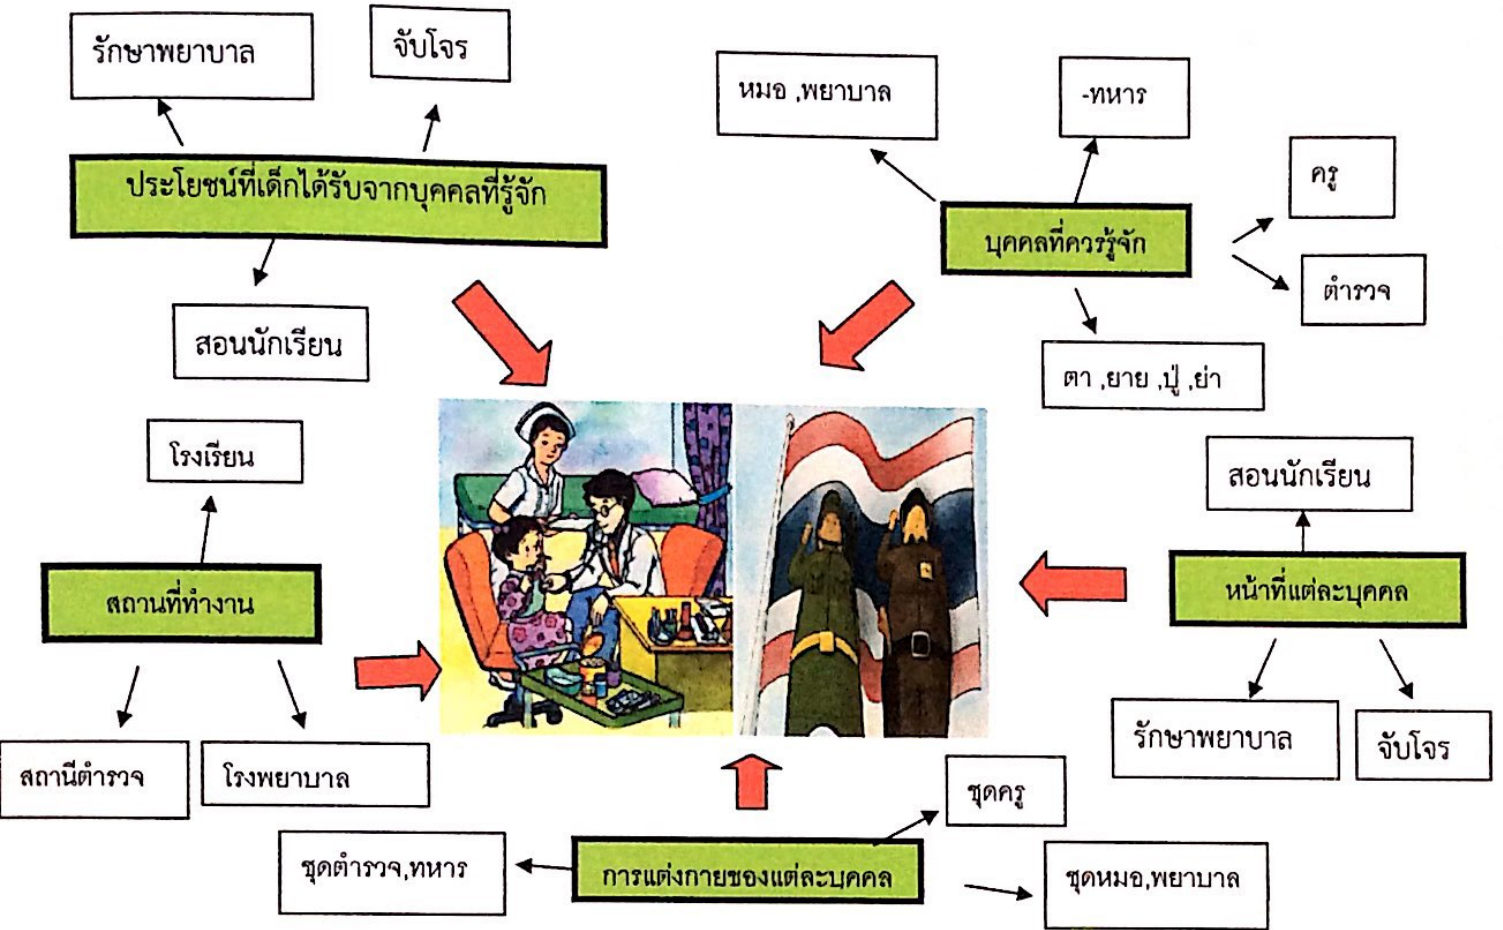 รักษาพยาบาล
จับโจร
ประโยชน์ที่เด็กได้รับจากบุคคลที่รู้จัก
สอนนักเรียน
หมอ ,พยาบาล
-ทหาร
ครู
บุคคลที่ควรรู้จัก
ตำรวจ
ตา ,ยาย ,ปู่ ,ย่า
โรงเรียน
สถานที่ทำงาน
สถานีตำรวจ
โรงพยาบาล
สอนนักเรียน
หน้าที่แต่ละบุคคล
รักษาพยาบาล
จับโจร
ชุดครู
ชุดตำรวจ,ทหาร
การแต่งกายของแต่ละบุคคล
ชุดหมอ,พยาบาล